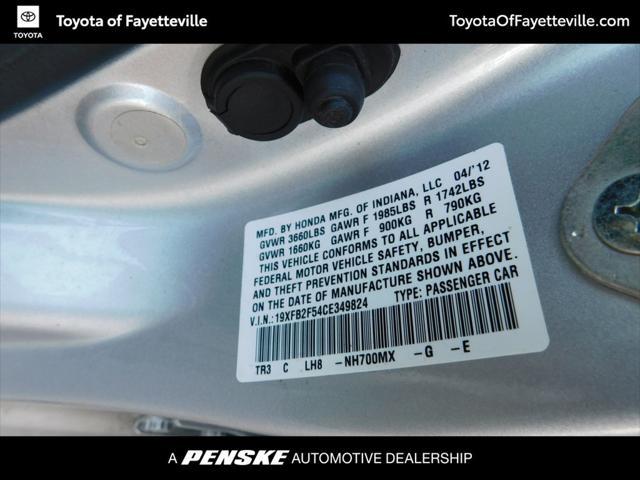 TOYOTA
Toyota of Fayetteville
ToyotaOfFayetteville.com
MFD. BY HONDA MFG. OF INDIANA, LLC 04/'12
GVWR 3660LBS GAWR F 1985LBS R 1742LBS
GVWR 1660KG GAWR F 900KG R 790KG
THIS VEHICLE CONFORMS TO ALL APPLICABLE
FEDERAL MOTOR VEHICLE SAFETY, BUMPER,
AND THEFT PREVENTION STANDARDS IN EFFECT
ON THE DATE OF MANUFACTURE SHOWN ABOVE.
V.I.N.:19XFB2F54CE349824 TYPE: PASSENGER CAR
TR3 C LH8 -NH700MX -G -E
A PENSKE AUTOMOTIVE DEALERSHIP